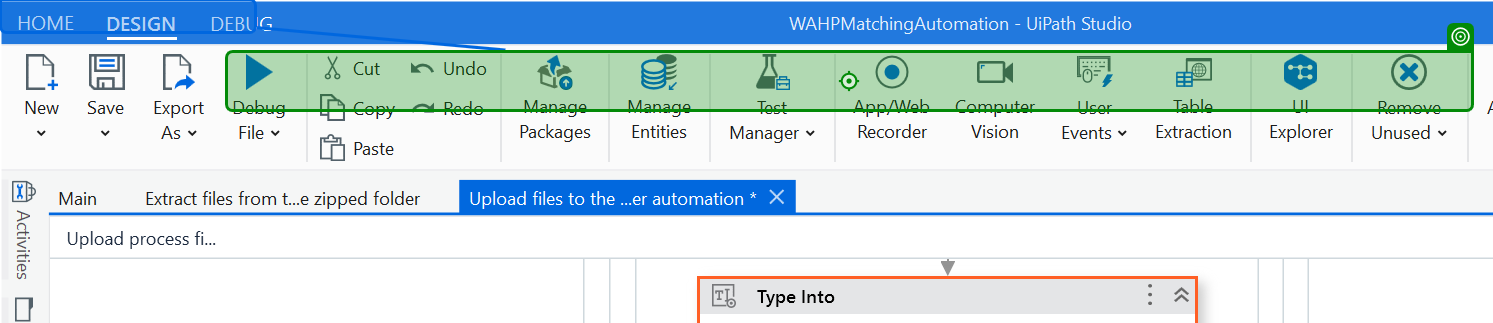 HOME DESIGN DEBUG WAHPMatchingAutomation - UiPath Studio
New Save Export As Debug File Cut Copy Paste Undo Redo Manage Packages Manage Entities Test Manager App/Web Recorder Computer Vision User Events Table Extraction UI Explorer Remove Unused
Activities
Main Extract files from t...e zipped folder Upload files to the ...er automation *
Upload process fi...
Type Into